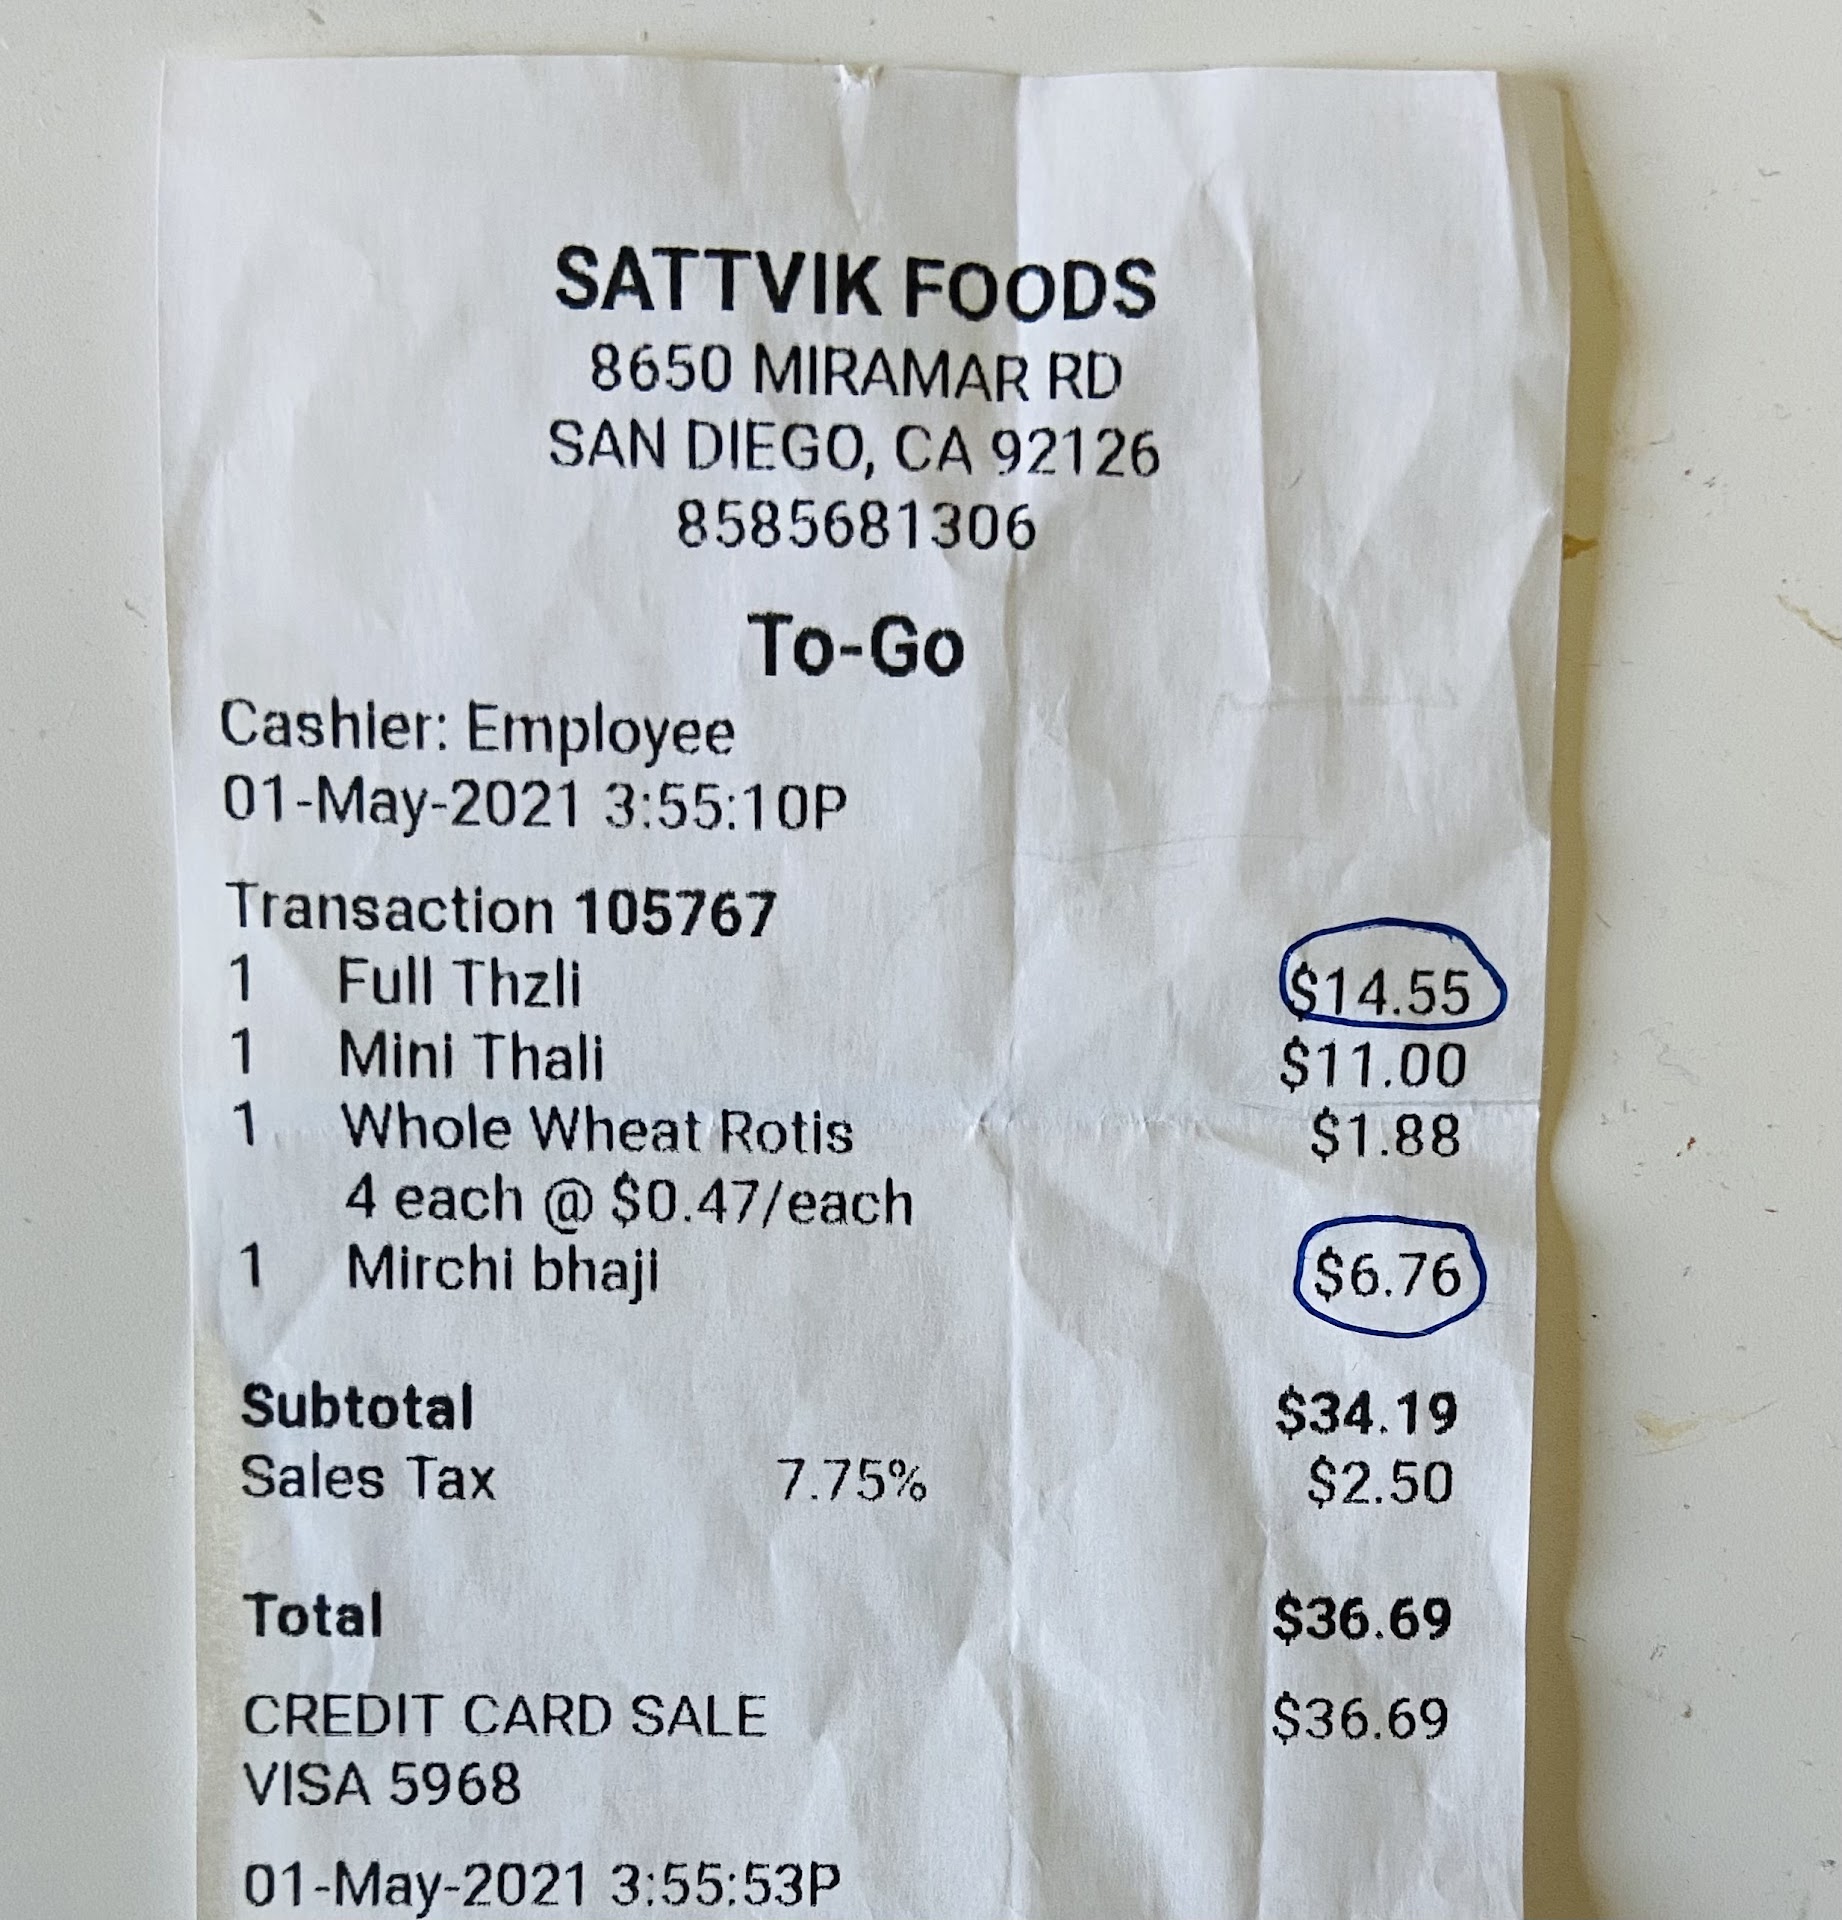 SATTVIK FOODS
8650 MIRAMAR RD
SAN DIEGO, CA 92126
8585681306
To-Go
Cashier: Employee
01-May-2021 3:55:10P
Transaction 105767
1 Full Thzli $14.55
1 Mini Thali $11.00
1 Whole Wheat Rotis $1.88
4 each @ $0.47/each
1 Mirchi bhaji $6.76
Subtotal $34.19
Sales Tax 7.75% $2.50
Total $36.69
CREDIT CARD SALE $36.69
VISA 5968
01-May-2021 3:55:53P